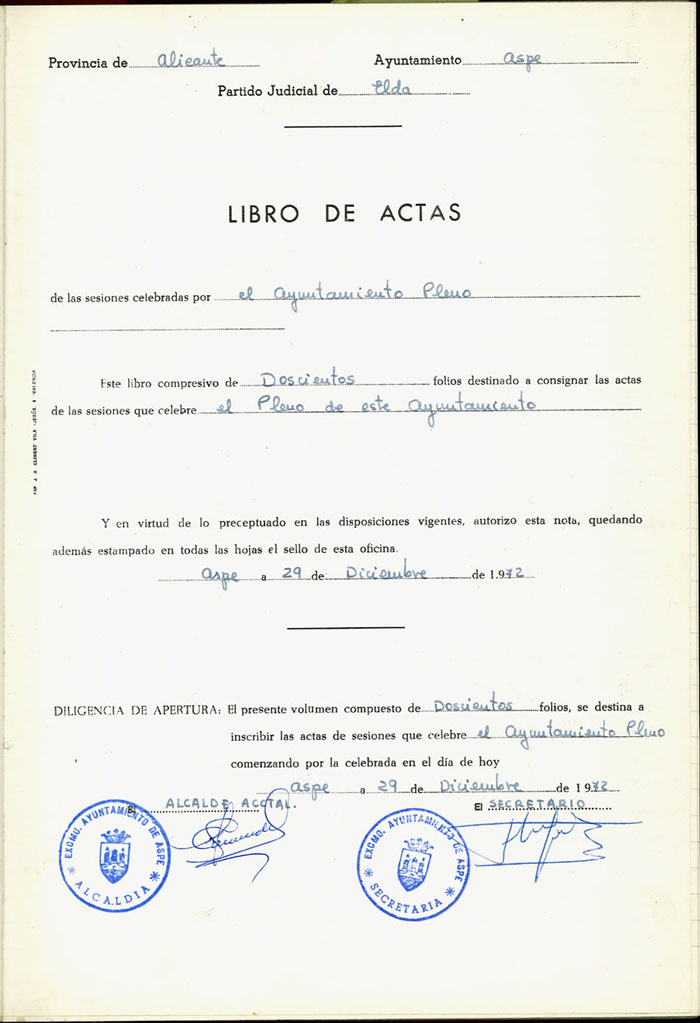 Provincia de Alicante Ayuntamiento Aspe
Partido Judicial de Elda
LIBRO DE ACTAS
de las sesiones celebradas por el Ayuntamiento Pleno
Este libro compresivo de Doscientos folios destinado a consignar las actas
de las sesiones que celebre el Pleno de este Ayuntamiento
Y en virtud de lo preceptuado en las disposiciones vigentes, autorizo esta nota, quedando
además estampado en todas las hojas el sello de esta oficina.
Aspe a 29 de Diciembre de 1.972
DILIGENCIA DE APERTURA: El presente volumen compuesto de Doscientos folios, se destina a
inscribir las actas de sesiones que celebre el Ayuntamiento Pleno
comenzando por la celebrada en el día de hoy
Aspe a 29 de Diciembre de 1972
El ALCALDE ACCTAL. El SECRETARIO
EXCMO. AYUNTAMIENTO DE ASPE
* ALCALDIA *
EXCMO. AYUNTAMIENTO DE ASPE
* SECRETARIA *